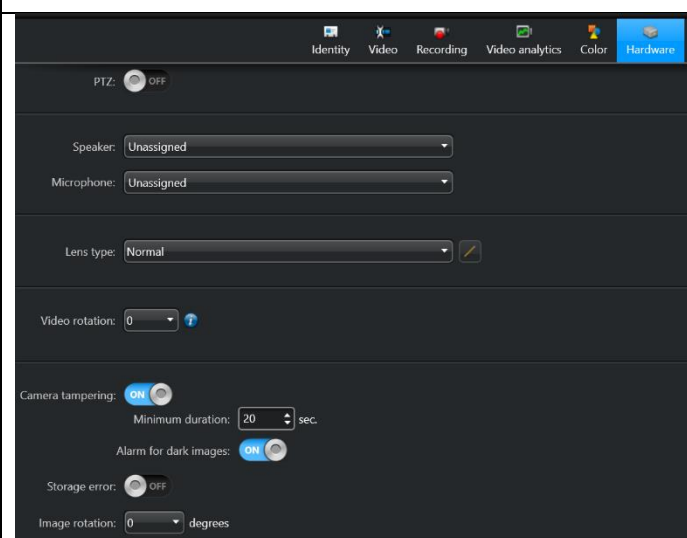 Identity Video Recording Video analytics Color Hardware
PTZ: OFF
Speaker: Unassigned
Microphone: Unassigned
Lens type: Normal
Video rotation: 0
Camera tampering: ON
Minimum duration: 20 sec.
Alarm for dark images: ON
Storage error: OFF
Image rotation: 0 degrees